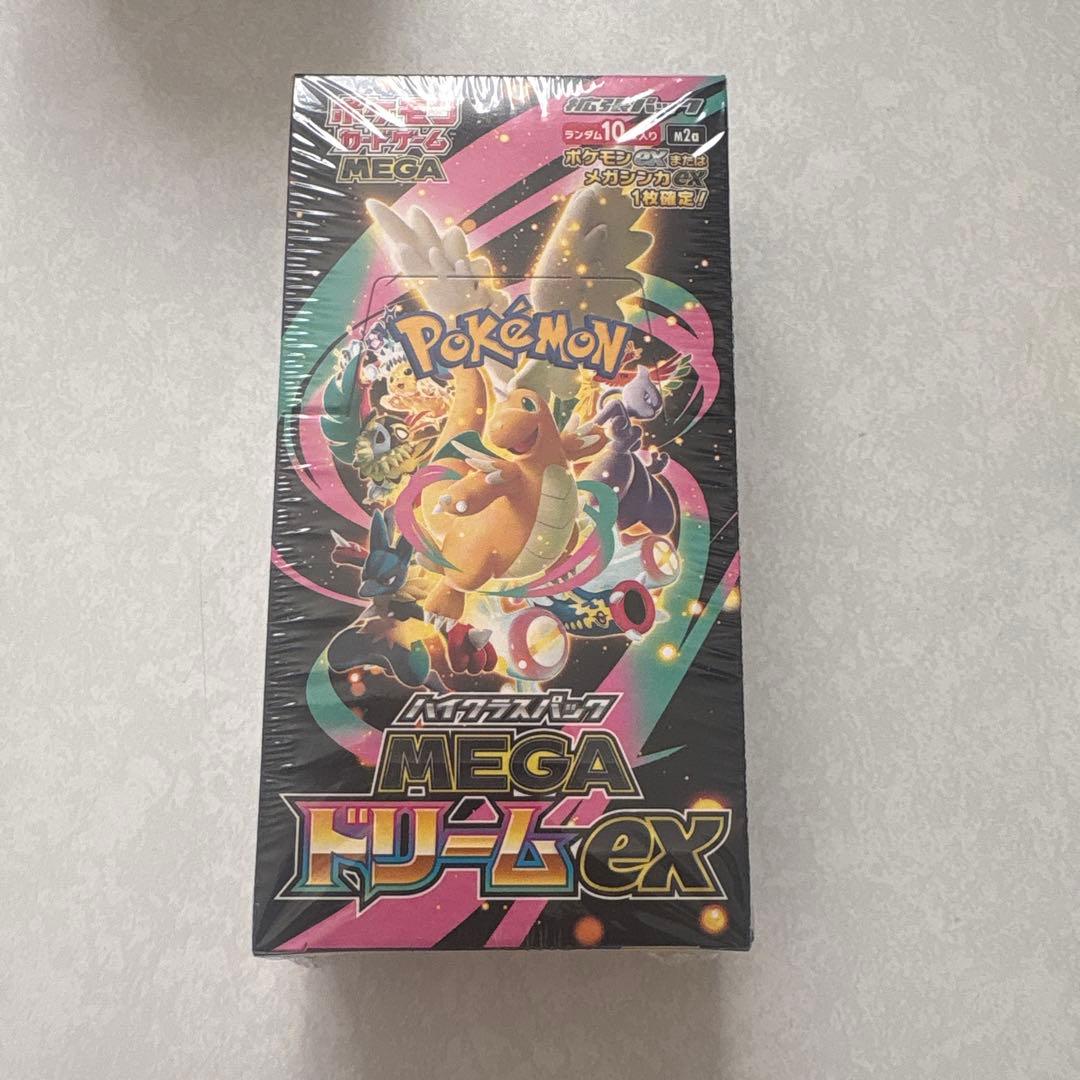 ポケモン
カードゲーム
MEGA
拡張パック
ランダム10枚入り M2a
ポケモンexまたは
メガシンカex
1枚確定!
POKÉMON
ハイクラスパック
MEGA
ドリームex